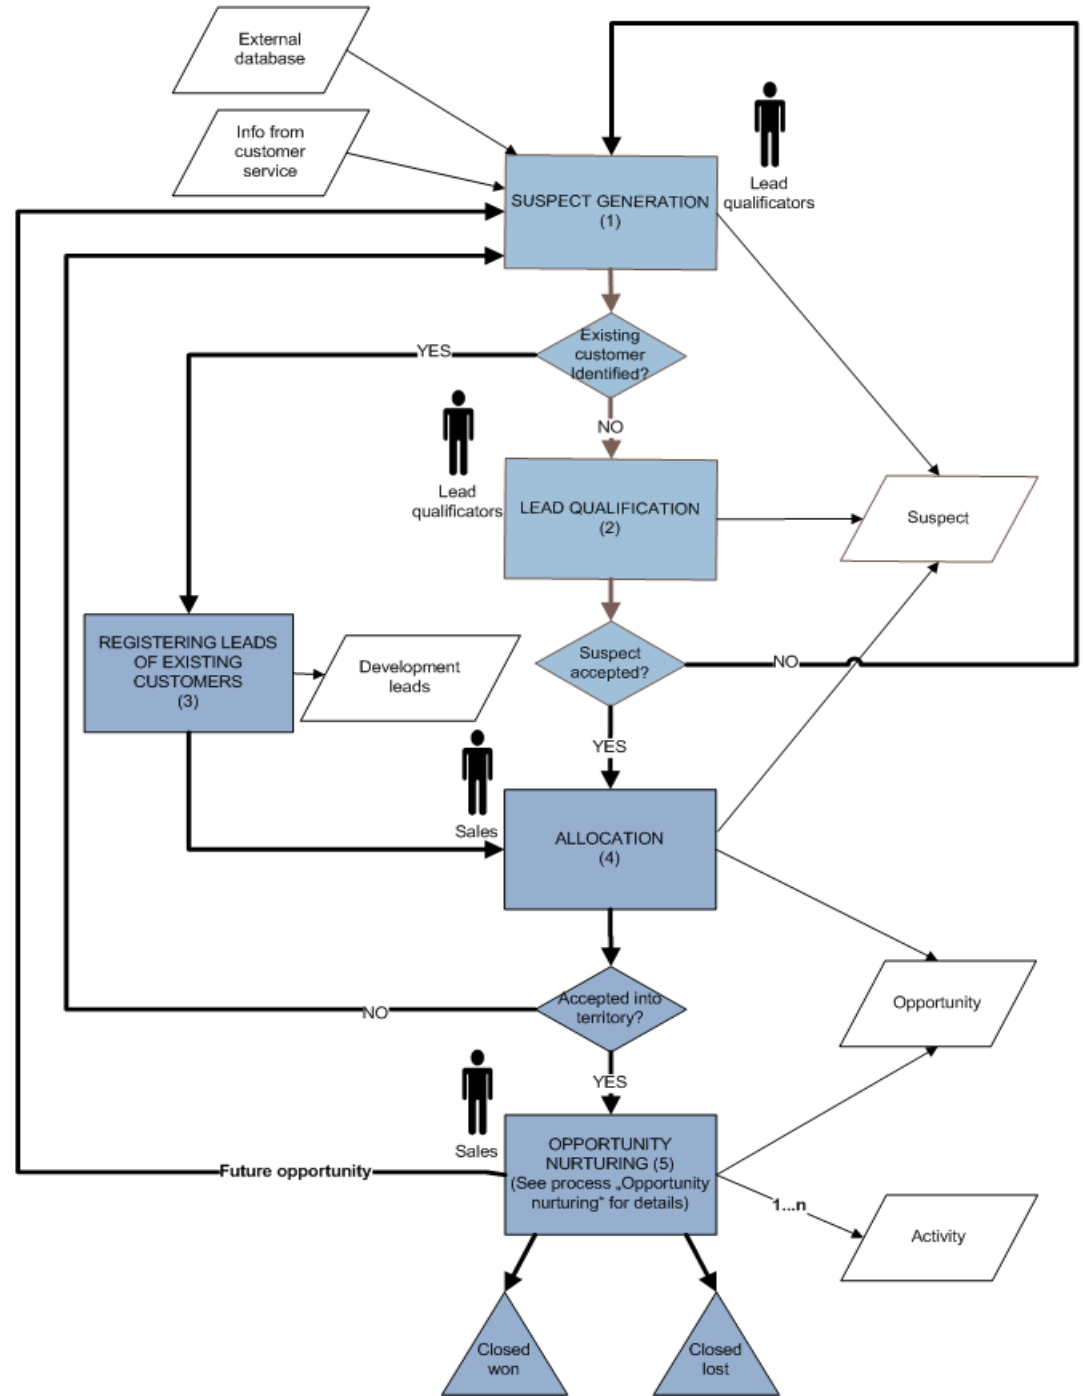 External
database
Info from
customer
service
Lead
qualificators
SUSPECT GENERATION
(1)
Existing
customer
Identified?
YES
NO
Lead
qualificators
LEAD QUALIFICATION
(2)
Suspect
REGISTERING LEADS
OF EXISTING
CUSTOMERS
(3)
Development
leads
Suspect
accepted?
NO
YES
Sales
ALLOCATION
(4)
Accepted into
territory?
NO
Opportunity
YES
Sales
OPPORTUNITY
NURTURING (5)
(See process „Opportunity
nurturing“ for details)
Future opportunity
1...n
Activity
Closed
won
Closed
lost